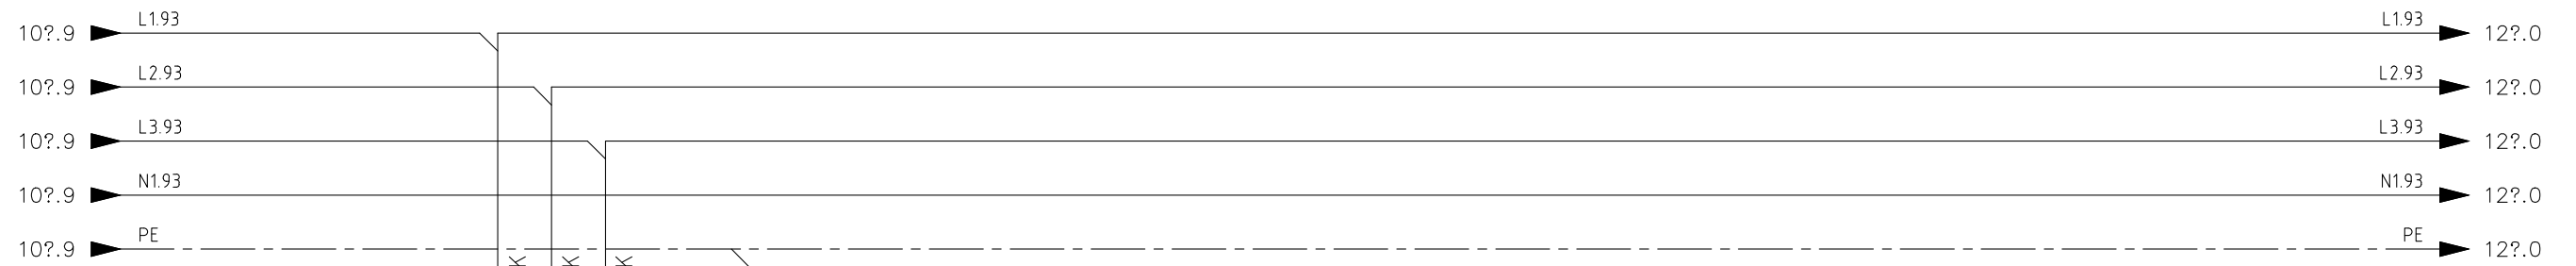 10?.9 L1.93 L1.93 12?.0
10?.9 L2.93 L2.93 12?.0
10?.9 L3.93 L3.93 12?.0
10?.9 N1.93 N1.93 12?.0
10?.9 PE PE 12?.0
K K K